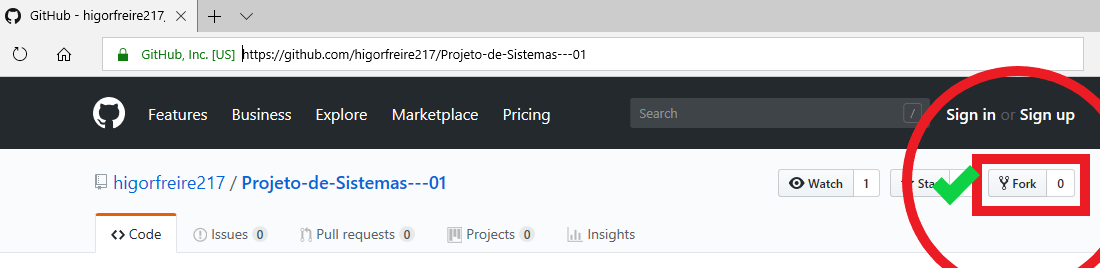 GitHub - higorfreire217,
GitHub, Inc. [US] https://github.com/higorfreire217/Projeto-de-Sistemas---01
Features Business Explore Marketplace Pricing Search / Sign in or Sign up
higorfreire217 / Projeto-de-Sistemas---01 Watch 1 Sta Fork 0
<> Code Issues 0 Pull requests 0 Projects 0 Insights